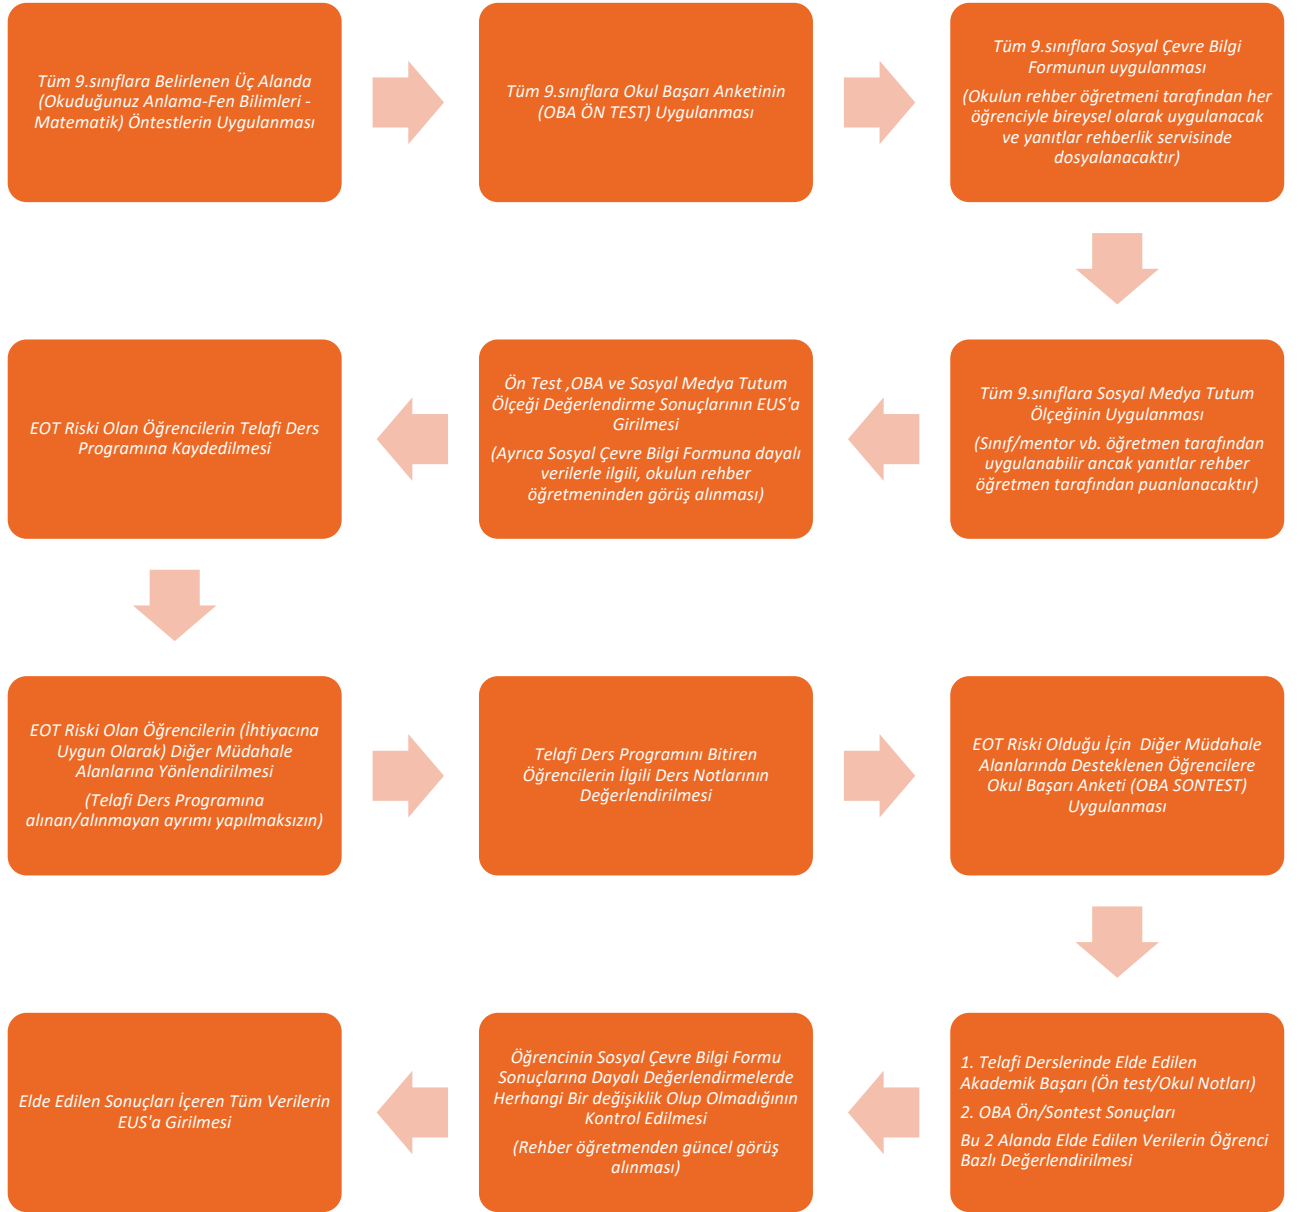 Tüm 9.sınıflara Belirlenen Üç Alanda
(Okuduğunuz Anlama-Fen Bilimleri -
Matematik) Öntestlerin Uygulanması
Tüm 9.sınıflara Okul Başarı Anketinin
(OBA ÖN TEST) Uygulanması
Tüm 9.sınıflara Sosyal Çevre Bilgi
Formunun uygulanması
(Okulun rehber öğretmeni tarafından her
öğrenciyle bireysel olarak uygulanacak
ve yanıtlar rehberlik servisinde
dosyalanacaktır)
Tüm 9.sınıflara Sosyal Medya Tutum
Ölçeğinin Uygulanması
(Sınıf/mentor vb. öğretmen tarafından
uygulanabilir ancak yanıtlar rehber
öğretmen tarafından puanlanacaktır)
Ön Test ,OBA ve Sosyal Medya Tutum
Ölçeği Değerlendirme Sonuçlarının EUS'a
Girilmesi
(Ayrıca Sosyal Çevre Bilgi Formuna dayalı
verilerle ilgili, okulun rehber
öğretmeninden görüş alınması)
EOT Riski Olan Öğrencilerin Telafi Ders
Programına Kaydedilmesi
EOT Riski Olan Öğrencilerin (İhtiyacına
Uygun Olarak) Diğer Müdahale
Alanlarına Yönlendirilmesi
(Telafi Ders Programına
alınan/alınmayan ayrımı yapılmaksızın)
Telafi Ders Programını Bitiren
Öğrencilerin İlgili Ders Notlarının
Değerlendirilmesi
EOT Riski Olduğu İçin  Diğer Müdahale
Alanlarında Desteklenen Öğrencilere
Okul Başarı Anketi (OBA SONTEST)
Uygulanması
1. Telafi Derslerinde Elde Edilen
Akademik Başarı (Ön test/Okul Notları)
2. OBA Ön/Sontest Sonuçları
Bu 2 Alanda Elde Edilen Verilerin Öğrenci
Bazlı Değerlendirilmesi
Öğrencinin Sosyal Çevre Bilgi Formu
Sonuçlarına Dayalı Değerlendirmelerde
Herhangi Bir değişiklik Olup Olmadığının
Kontrol Edilmesi
(Rehber öğretmenden güncel görüş
alınması)
Elde Edilen Sonuçları İçeren Tüm Verilerin
EUS'a Girilmesi